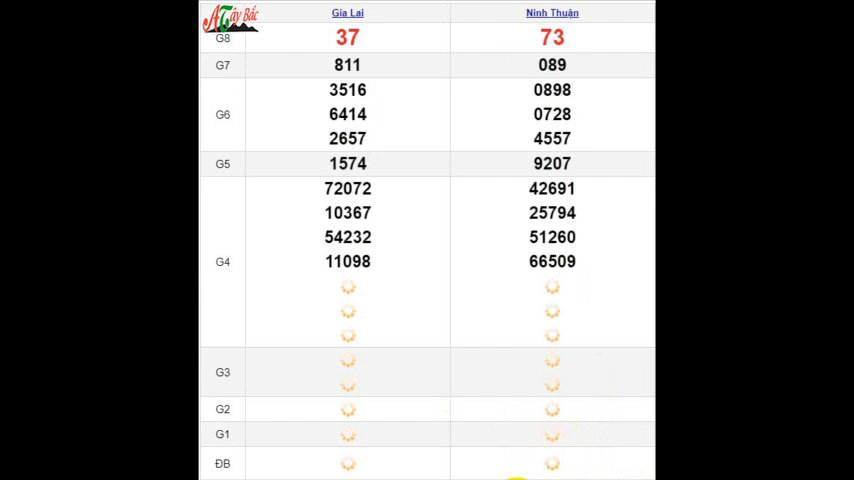 ATây Bắc
Gia Lai Ninh Thuận
G8 37 73
G7 811 089
3516 0898
G6 6414 0728
2657 4557
G5 1574 9207
72072 42691
10367 25794
54232 51260
G4 11098 66509
G3
G2
G1
ĐB